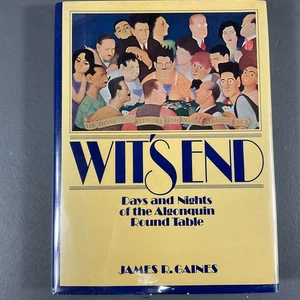 WIT'S END
Days and Nights
of the Algonquin
Round Table
JAMES R. GAINES